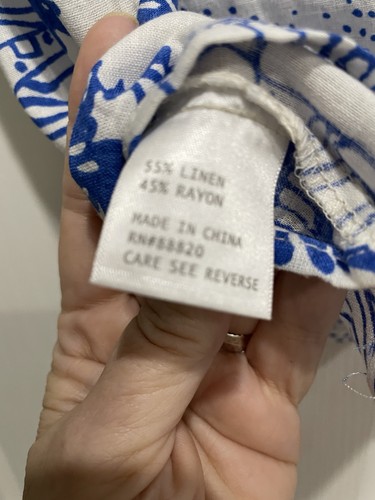 55% LINEN
45% RAYON
MADE IN CHINA
RN#88820
CARE SEE REVERSE